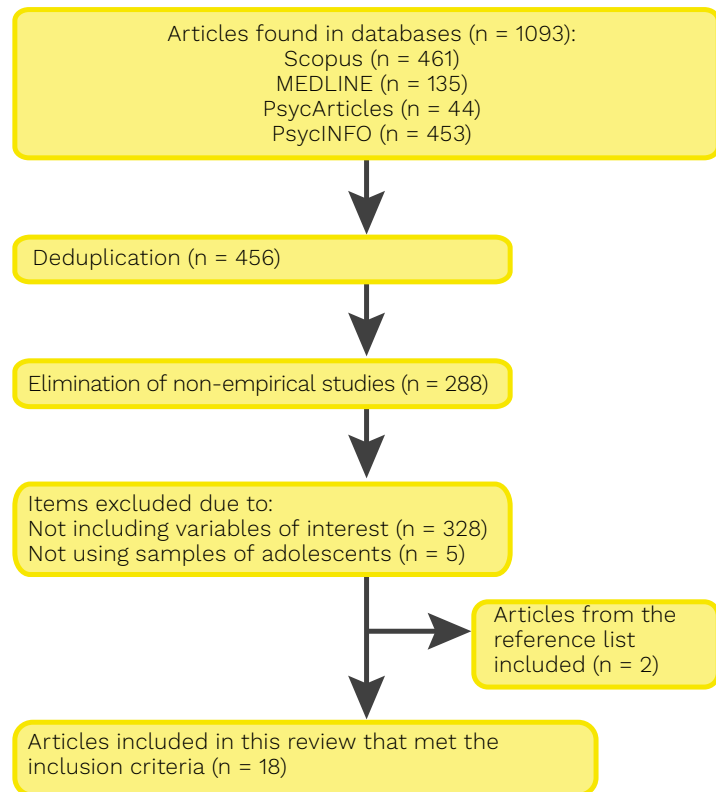 Articles found in databases (n = 1093):
Scopus (n = 461)
MEDLINE (n = 135)
PsycArticles (n = 44)
PsycINFO (n = 453)
Deduplication (n = 456)
Elimination of non-empirical studies (n = 288)
Items excluded due to:
Not including variables of interest (n = 328)
Not using samples of adolescents (n = 5)
Articles from the
reference list
included (n = 2)
Articles included in this review that met the
inclusion criteria (n = 18)